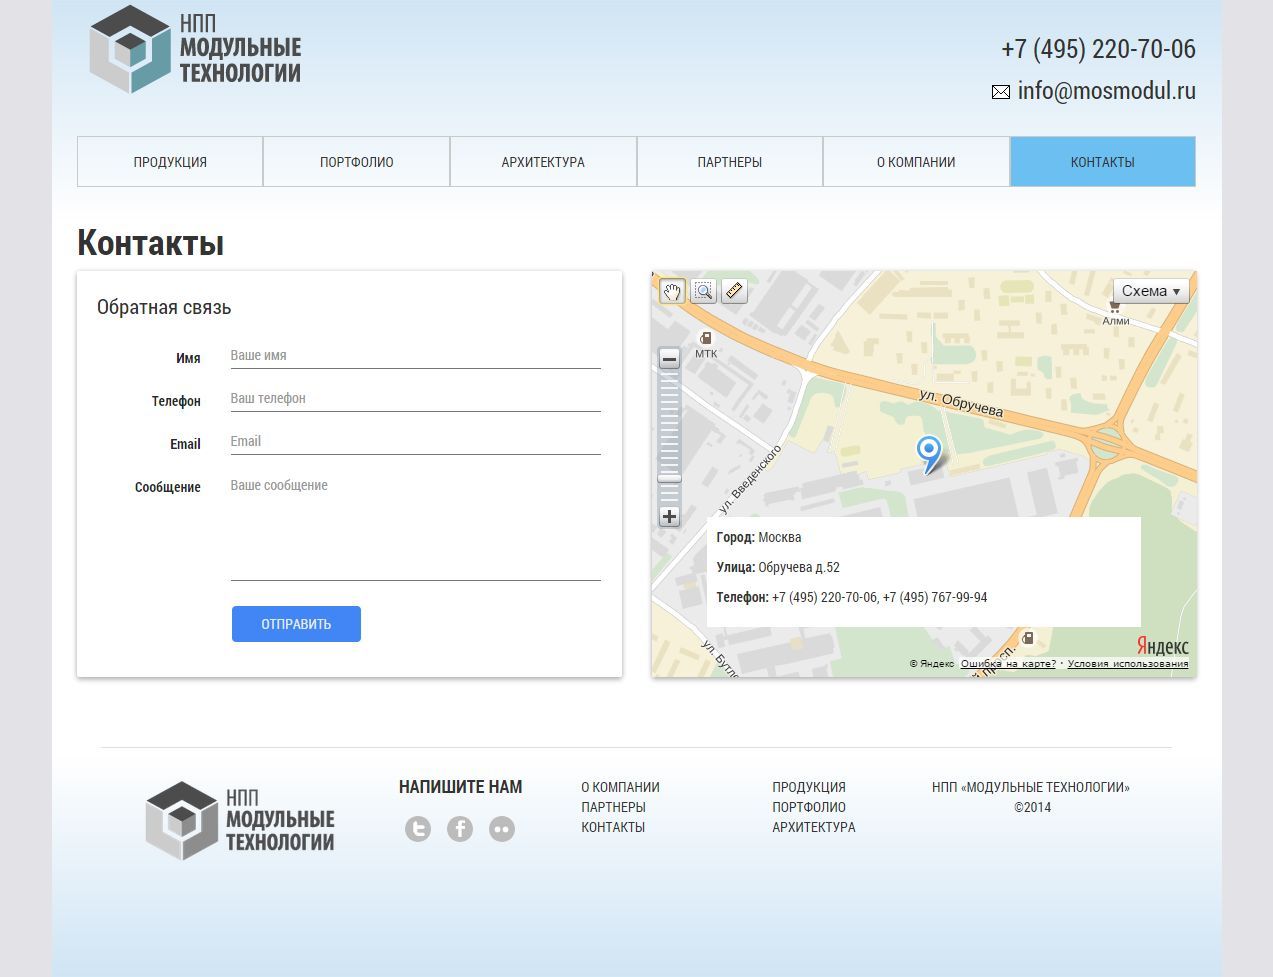 НПП
МОДУЛЬНЫЕ
ТЕХНОЛОГИИ
+7 (495) 220-70-06
info@mosmodul.ru
ПРОДУКЦИЯ
ПОРТФОЛИО
АРХИТЕКТУРА
ПАРТНЕРЫ
О КОМПАНИИ
КОНТАКТЫ
Контакты
Обратная связь
Имя
Ваше имя
Телефон
Ваш телефон
Email
Email
Сообщение
Ваше сообщение
ОТПРАВИТЬ
Схема
Алми
МТК
ул. Обручева
ул. Введенского
Город: Москва
Улица: Обручева д.52
Телефон: +7 (495) 220-70-06, +7 (495) 767-99-94
ул. Бутле
й просп.
Яндекс
© Яндекс Ошибка на карте? · Условия использования
НПП
МОДУЛЬНЫЕ
ТЕХНОЛОГИИ
НАПИШИТЕ НАМ
О КОМПАНИИ
ПАРТНЕРЫ
КОНТАКТЫ
ПРОДУКЦИЯ
ПОРТФОЛИО
АРХИТЕКТУРА
НПП «МОДУЛЬНЫЕ ТЕХНОЛОГИИ»
©2014